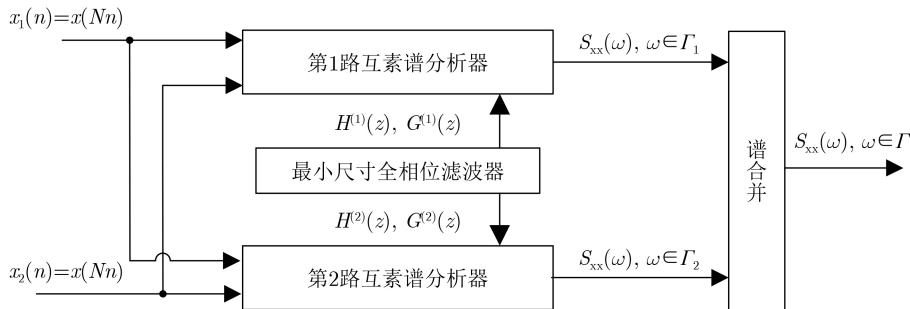 x₁(n)=x(Nn)
第1路互素谱分析器
Sₓₓ(ω), ω∈Γ₁
H⁽¹⁾(z), G⁽¹⁾(z)
最小尺寸全相位滤波器
谱合并
Sₓₓ(ω), ω∈Γ
H⁽²⁾(z), G⁽²⁾(z)
x₂(n)=x(Nn)
第2路互素谱分析器
Sₓₓ(ω), ω∈Γ₂